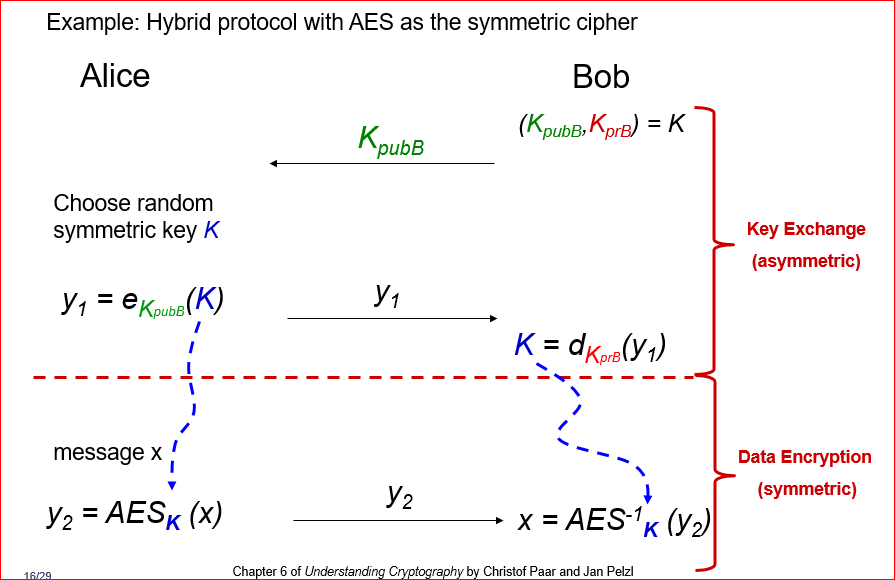 Example: Hybrid protocol with AES as the symmetric cipher
Alice
Bob
(KpubB,KprB) = K
KpubB
Choose random
symmetric key K
Key Exchange
(asymmetric)
y1 = eKpubB(K)
y1
K = dKprB(y1)
message x
Data Encryption
(symmetric)
y2 = AESK (x)
y2
x = AES-1K (y2)
16/29
Chapter 6 of Understanding Cryptography by Christof Paar and Jan Pelzl